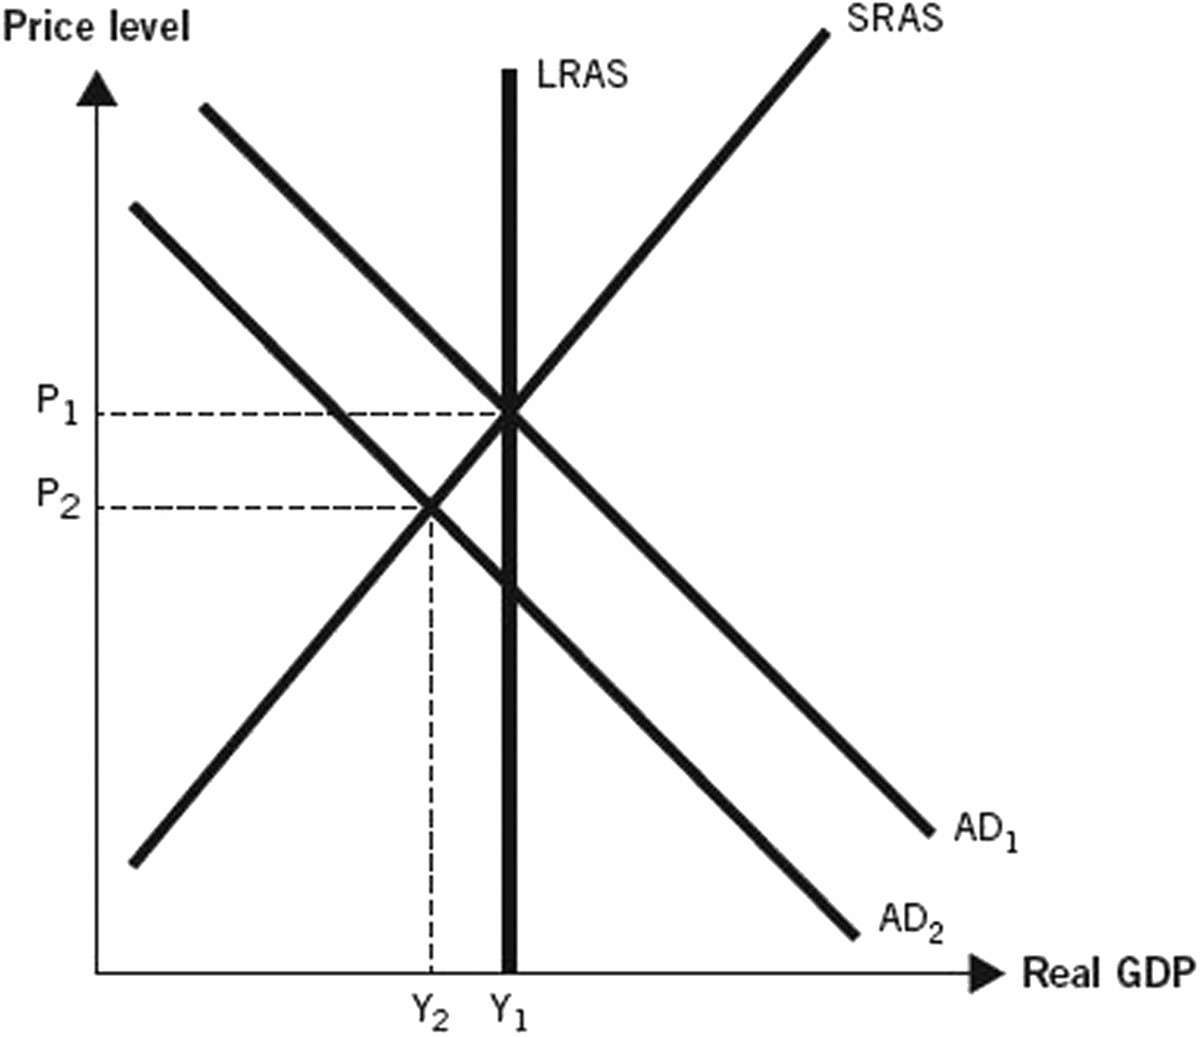 Price level
SRAS
LRAS
P₁
P₂
AD₁
AD₂
Real GDP
Y₂ Y₁